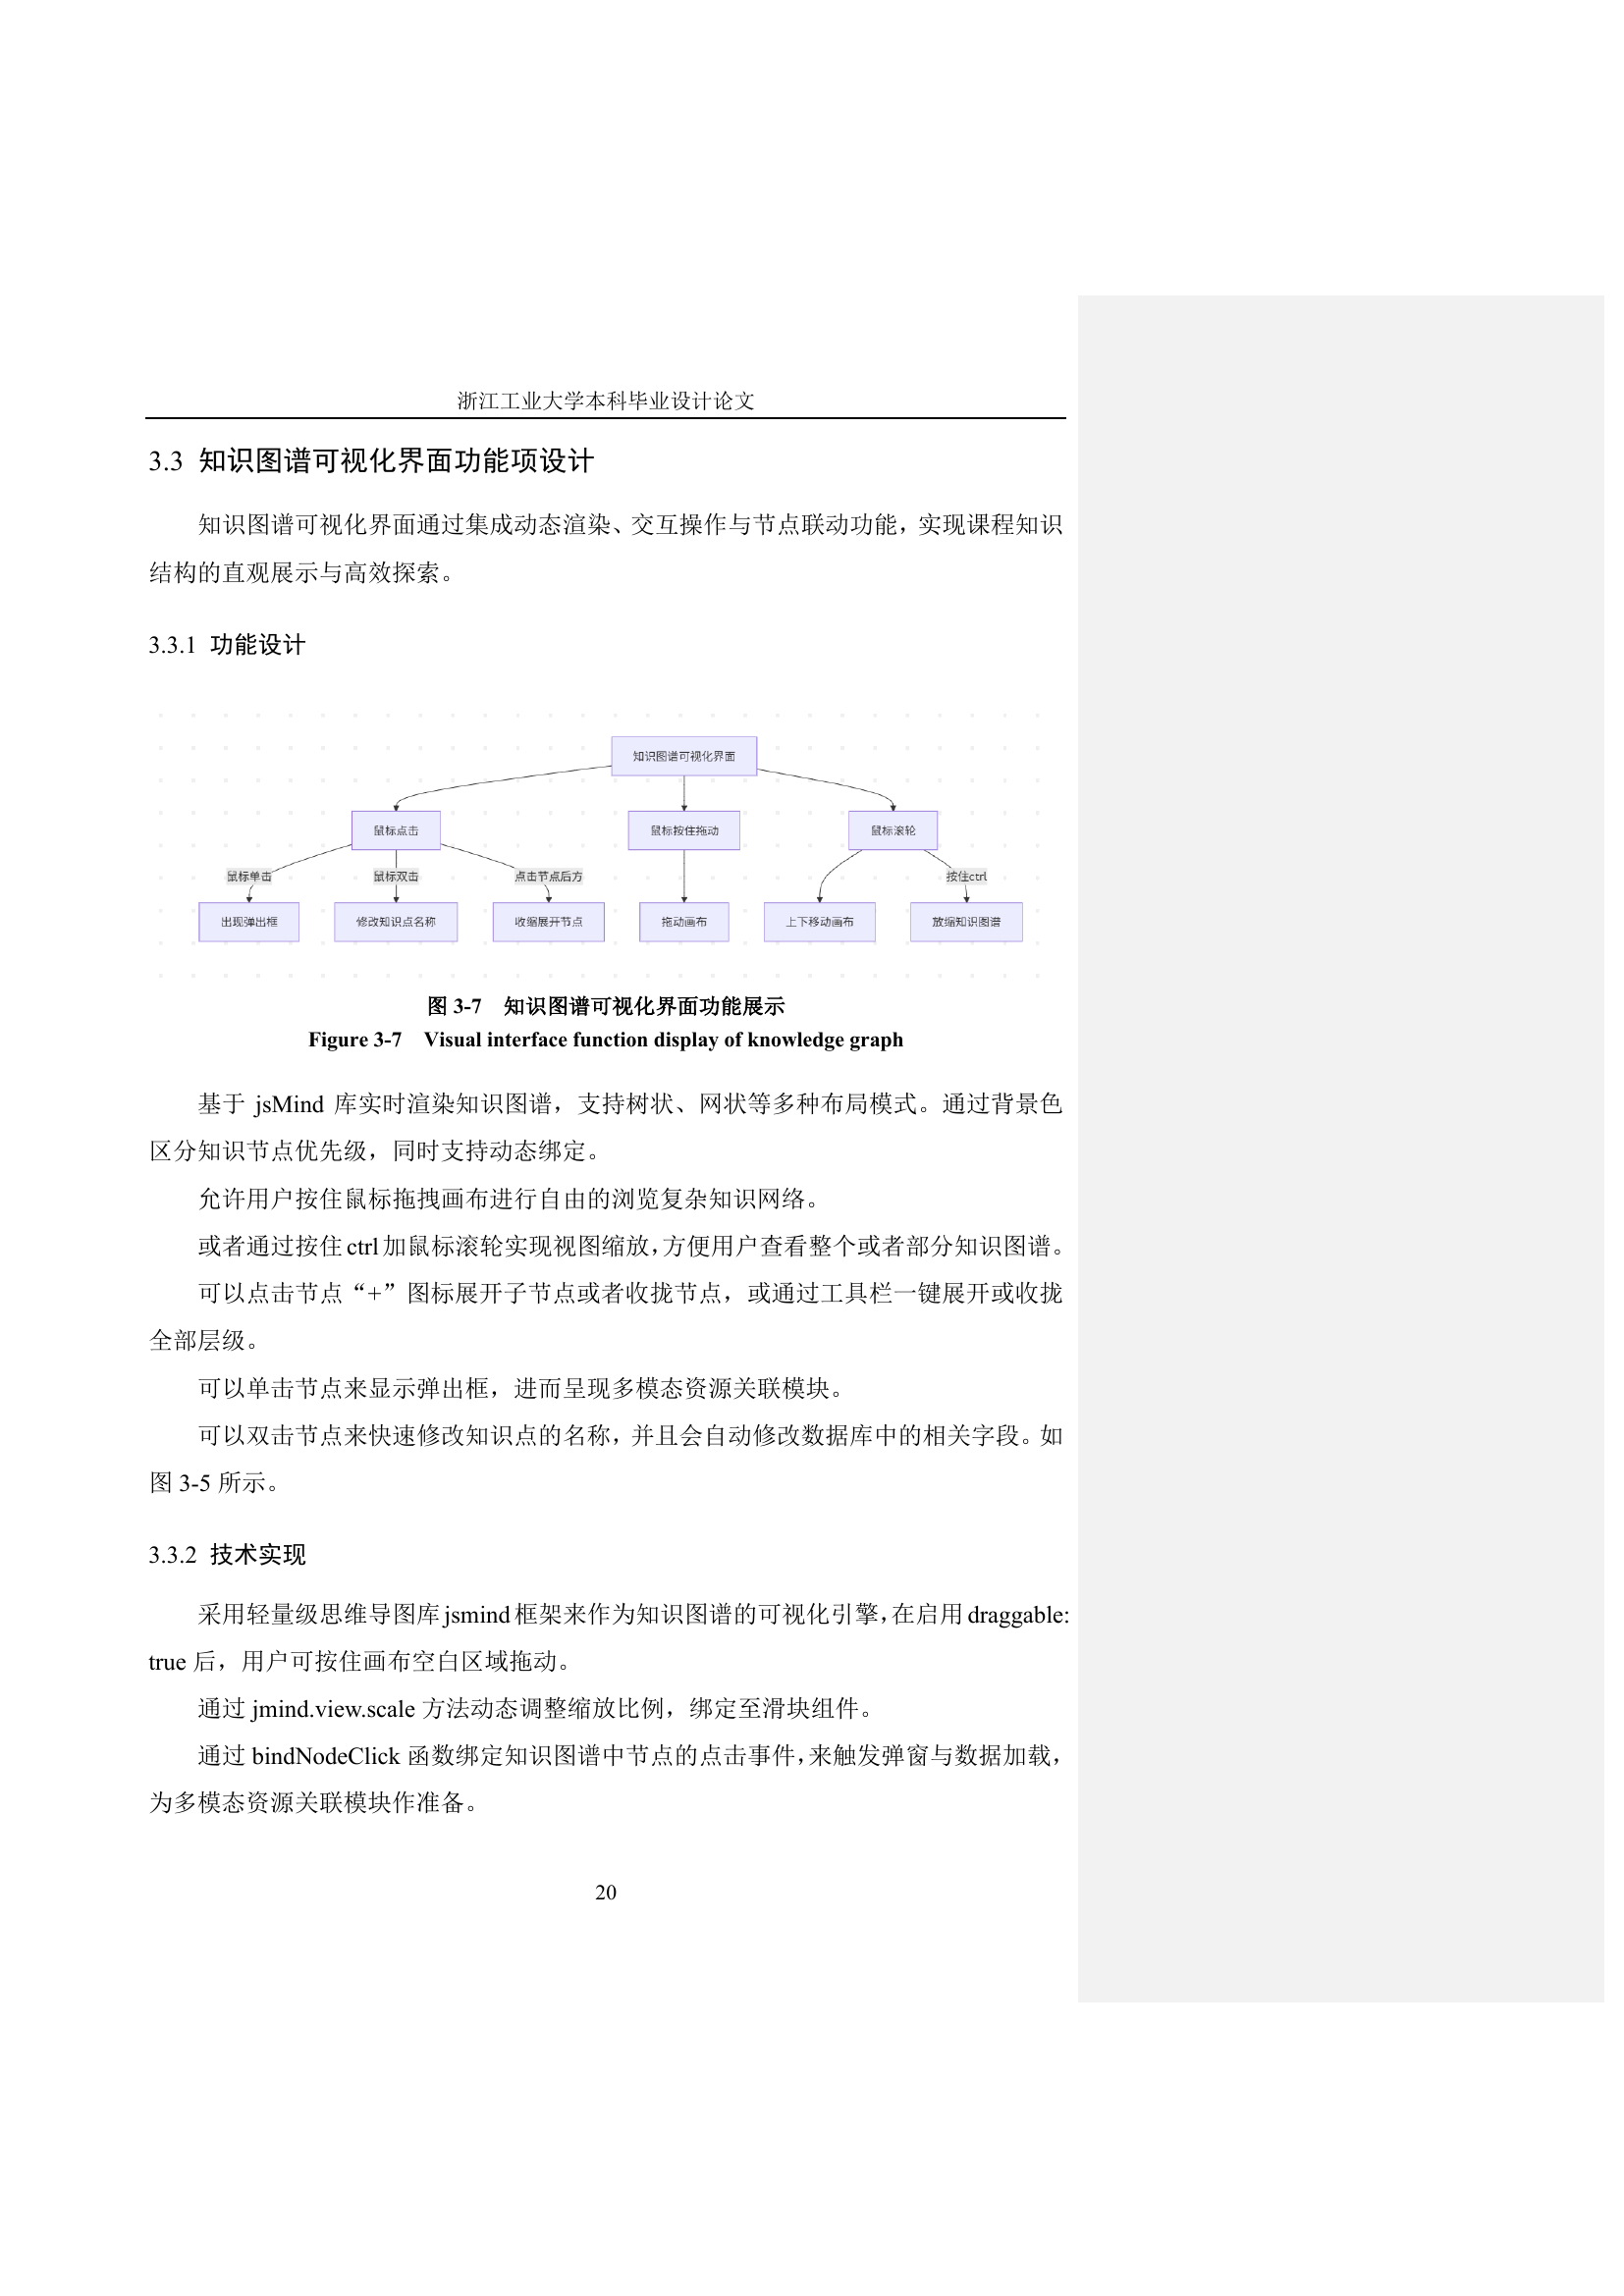 浙江工业大学本科毕业设计论文
3.3 知识图谱可视化界面功能项设计
知识图谱可视化界面通过集成动态渲染、交互操作与节点联动功能，实现课程知识
结构的直观展示与高效探索。
3.3.1 功能设计
知识图谱可视化界面
鼠标点击
鼠标按住拖动
鼠标滚轮
鼠标单击
鼠标双击
点击节点后方
按住ctrl
出现弹出框
修改知识点名称
收缩展开节点
拖动画布
上下移动画布
放缩知识图谱
图 3-7 知识图谱可视化界面功能展示
Figure 3-7 Visual interface function display of knowledge graph
基于 jsMind 库实时渲染知识图谱，支持树状、网状等多种布局模式。通过背景色
区分知识节点优先级，同时支持动态绑定。
允许用户按住鼠标拖拽画布进行自由的浏览复杂知识网络。
或者通过按住 ctrl 加鼠标滚轮实现视图缩放，方便用户查看整个或者部分知识图谱。
可以点击节点“+”图标展开子节点或者收拢节点，或通过工具栏一键展开或收拢
全部层级。
可以单击节点来显示弹出框，进而呈现多模态资源关联模块。
可以双击节点来快速修改知识点的名称，并且会自动修改数据库中的相关字段。如
图 3-5 所示。
3.3.2 技术实现
采用轻量级思维导图库 jsmind 框架来作为知识图谱的可视化引擎，在启用 draggable:
true 后，用户可按住画布空白区域拖动。
通过 jmind.view.scale 方法动态调整缩放比例，绑定至滑块组件。
通过 bindNodeClick 函数绑定知识图谱中节点的点击事件，来触发弹窗与数据加载，
为多模态资源关联模块作准备。
20